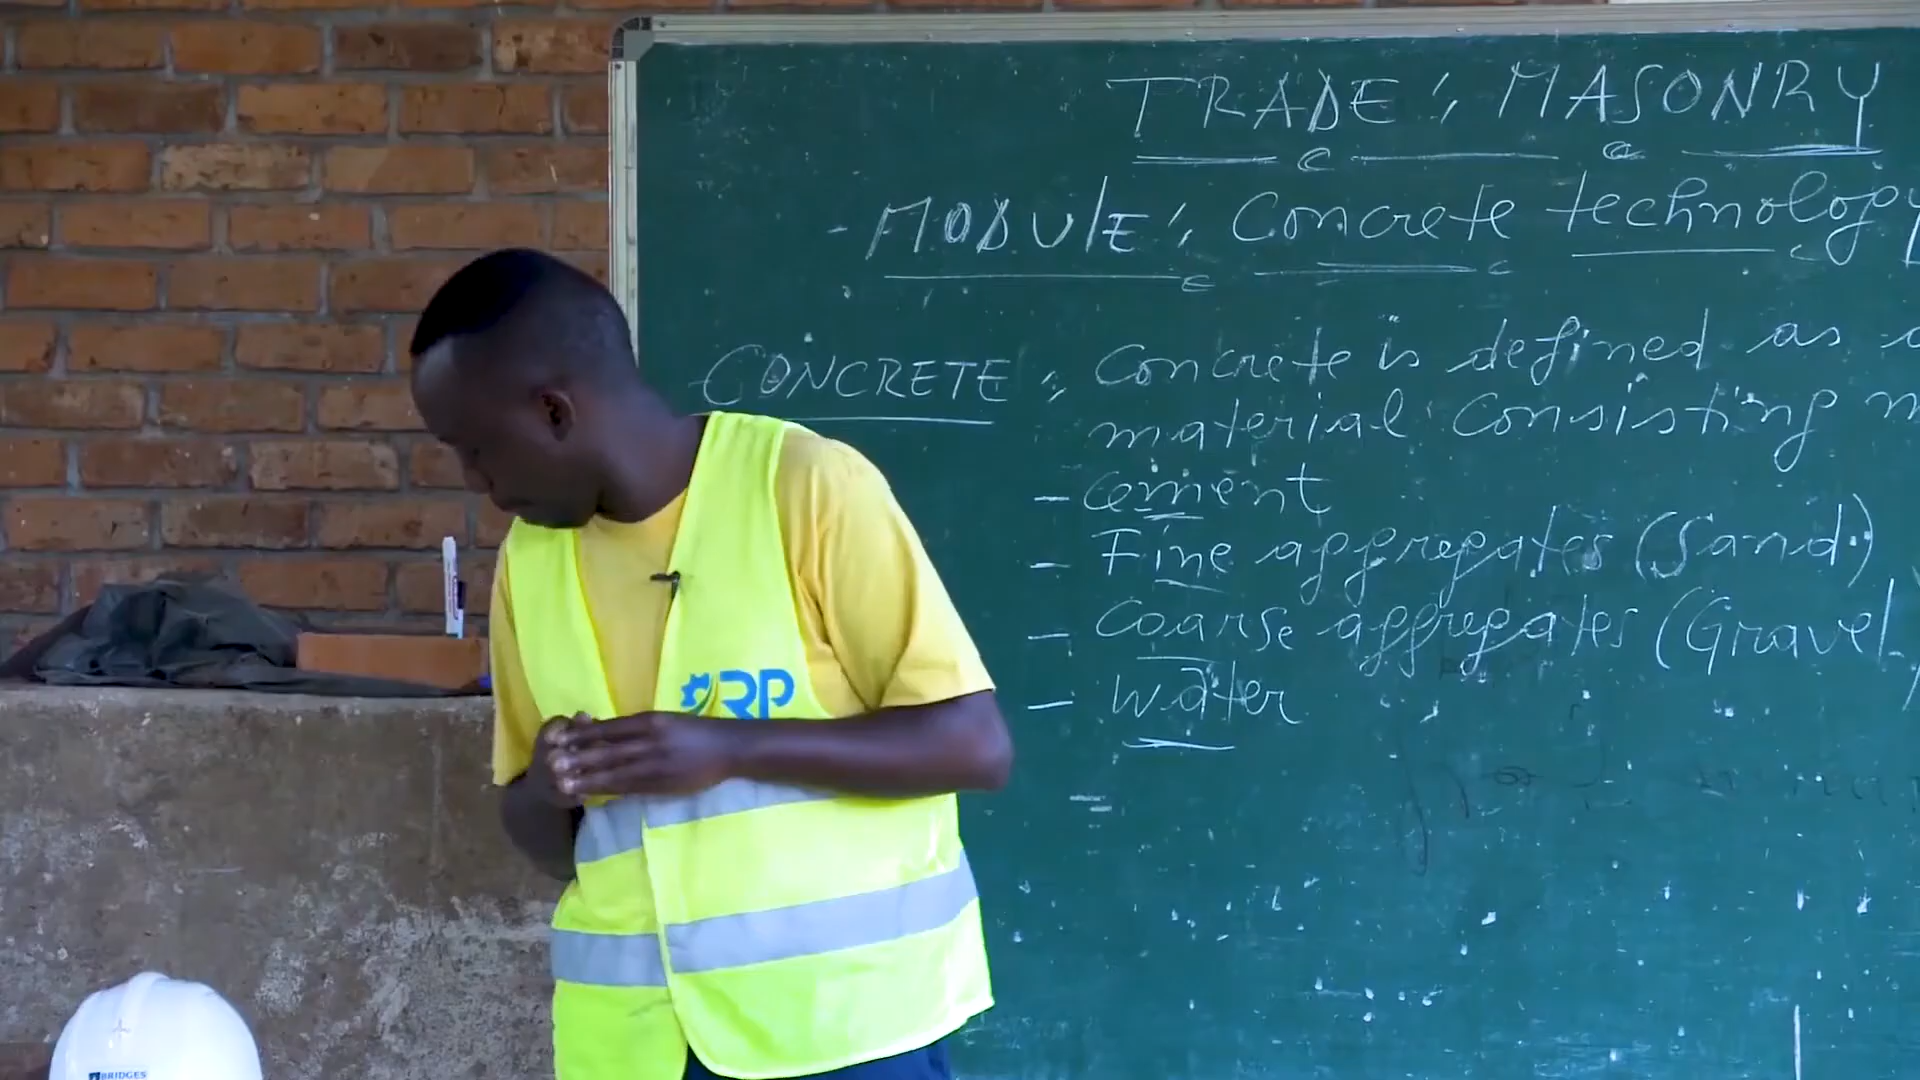 TRADE: MASONRY
- MODULE: Concrete technology
CONCRETE: Concrete is defined as a
material consisting
- cement
- Fine aggregates (Sand)
- coarse aggregates (Gravel,
- water
RP
BRIDGES